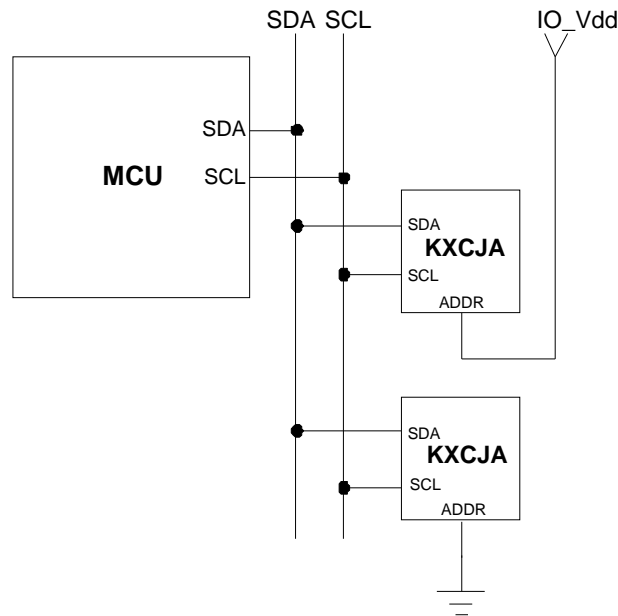 SDA SCL
IO_Vdd
SDA
MCU
SCL
SDA
KXCJA
SCL
ADDR
SDA
KXCJA
SCL
ADDR